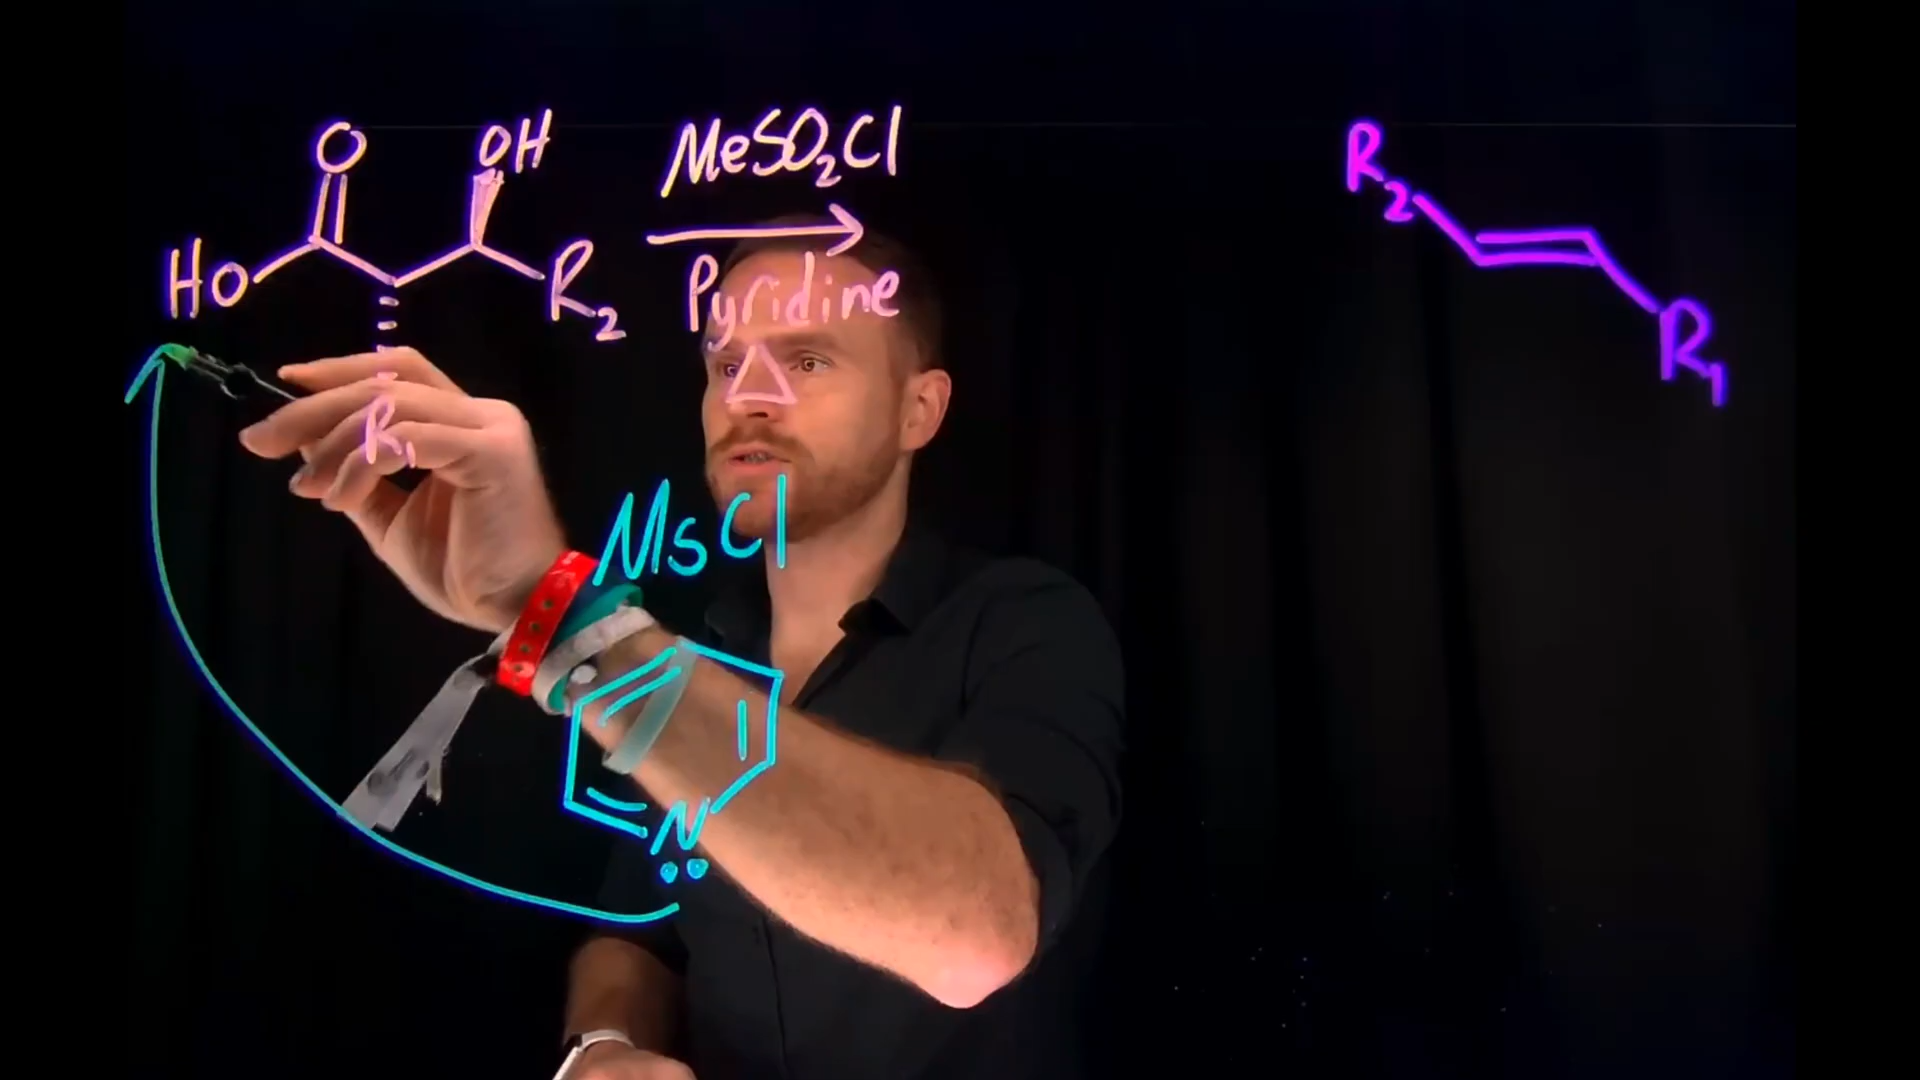 O
OH
HO
R₂
R₁
MeSO₂Cl
Pyridine
△
MsCl
N
R₂
R₁